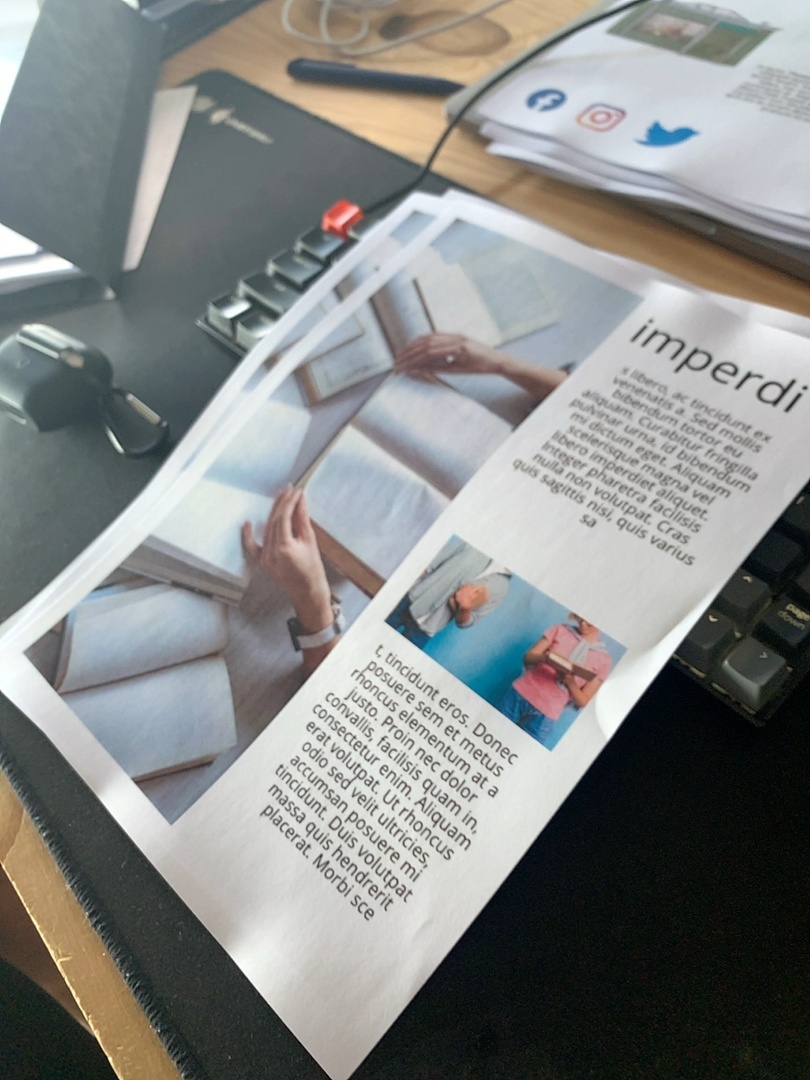 imperdi
s libero, ac tincidunt ex
venenatis a. Sed mollis
bibendum tortor eu
aliquam. Curabitur fringilla
pulvinar urna, id bibendum
mi dictum eget. Aliquam
scelerisque magna vel
libero imperdiet aliquet.
Integer pharetra facilisis
nulla non volutpat. Cras
quis sagittis nisi, quis varius
sa
t, tincidunt eros. Donec
posuere sem et metus
rhoncus elementum at a
justo. Proin nec dolor
convallis, facilisis quam in,
consectetur enim. Aliquam
erat volutpat. Ut rhoncus
odio sed velit ultricies,
accumsan posuere mi
tincidunt. Duis volutpat
massa quis hendrerit
placerat. Morbi sce
page
down